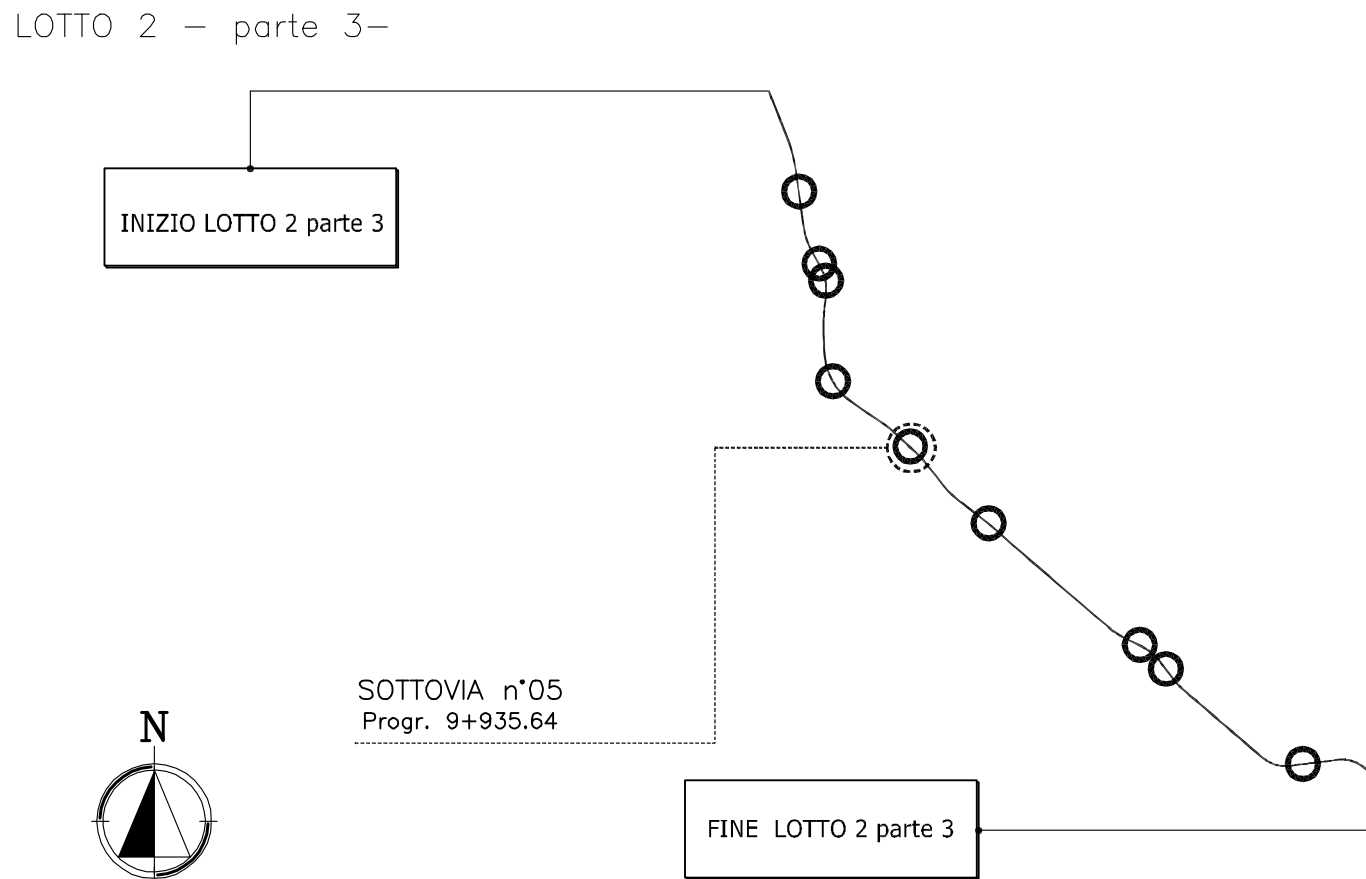 LOTTO 2 - parte 3-
INIZIO LOTTO 2 parte 3
SOTTOVIA n°05
Progr. 9+935.64
N
FINE LOTTO 2 parte 3